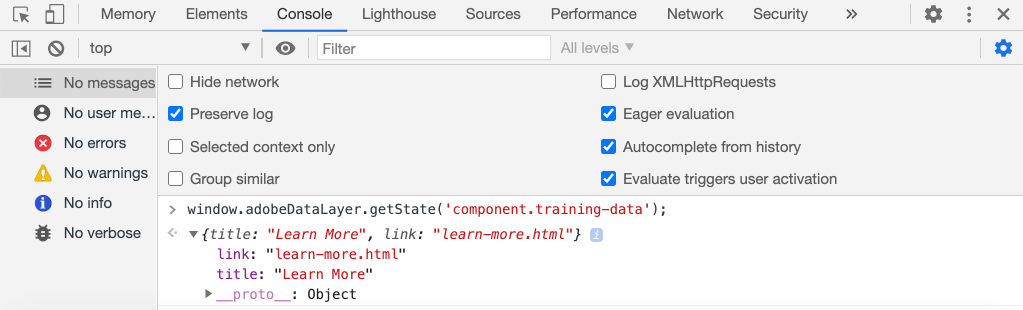 Memory Elements Console Lighthouse Sources Performance Network Security »
top ▼ Filter All levels ▼
No messages
No user me...
No errors
No warnings
No info
No verbose
Hide network Log XMLHttpRequests
Preserve log Eager evaluation
Selected context only Autocomplete from history
Group similar Evaluate triggers user activation
> window.adobeDataLayer.getState('component.training-data');
▼{title: "Learn More", link: "learn-more.html"} i
link: "learn-more.html"
title: "Learn More"
▶__proto__: Object